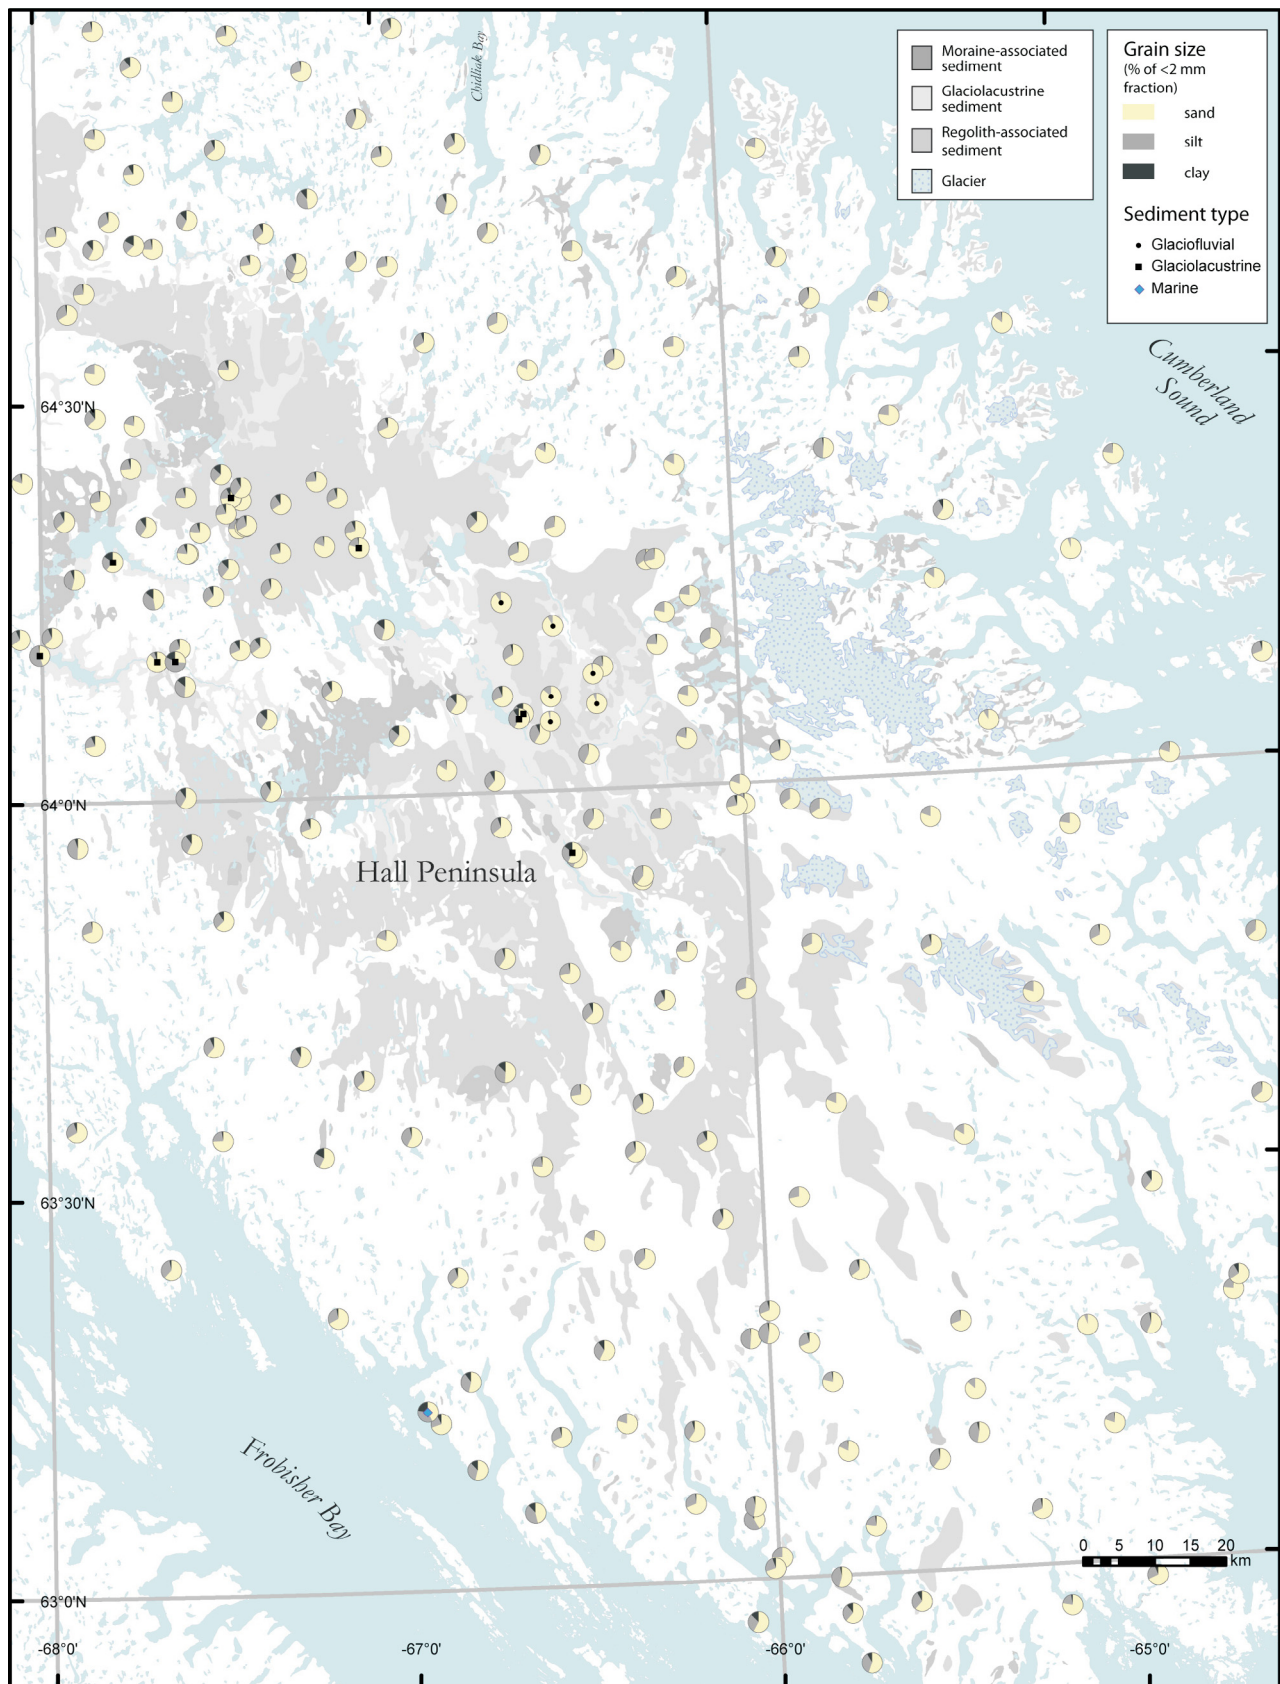 Chidliak Bay
Moraine-associated
sediment
Glaciolacustrine
sediment
Regolith-associated
sediment
Glacier
Grain size
(% of <2 mm
fraction)
sand
silt
clay
Sediment type
Glaciofluvial
Glaciolacustrine
Marine
Cumberland
Sound
64°30'N
64°0'N
Hall Peninsula
63°30'N
Frobisher Bay
0 5 10 15 20
km
63°0'N
-68°0' -67°0' -66°0' -65°0'